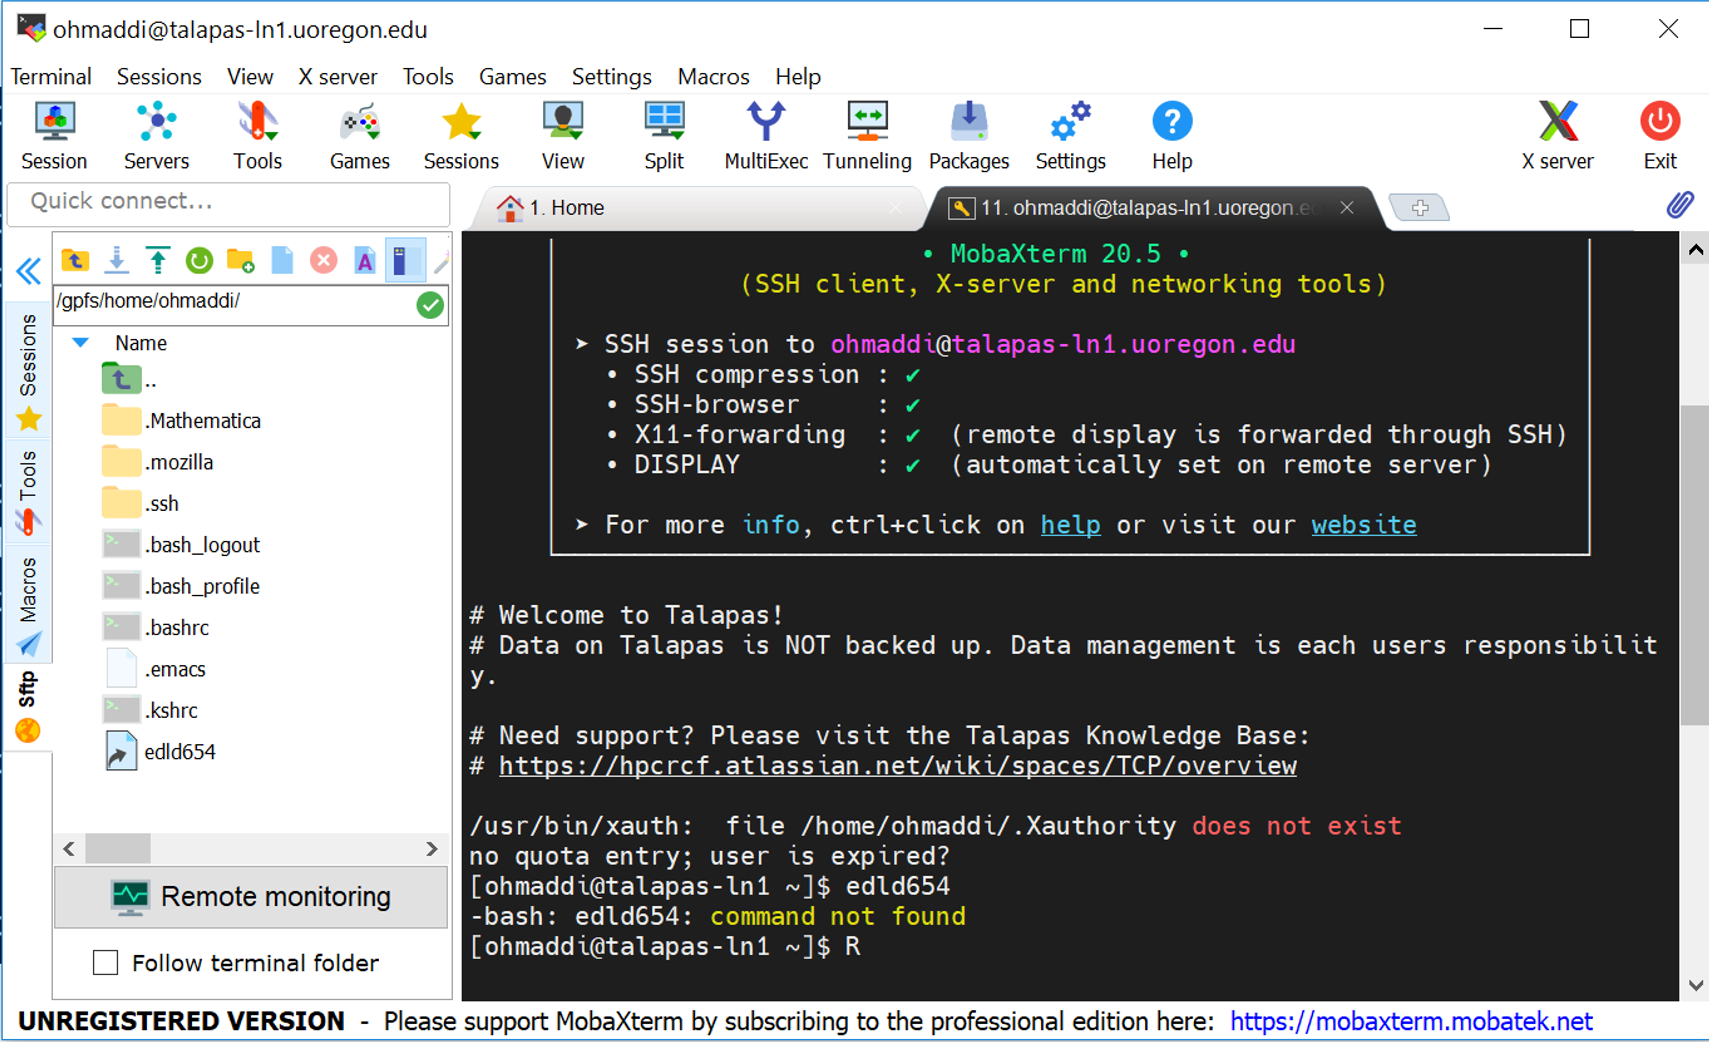 ohmaddi@talapas-ln1.uoregon.edu
Terminal Sessions View X server Tools Games Settings Macros Help
Session Servers Tools Games Sessions View Split MultiExec Tunneling Packages Settings Help X server Exit
Quick connect...
1. Home
11. ohmaddi@talapas-ln1.uoregon.e
/gpfs/home/ohmaddi/
Name
..
.Mathematica
.mozilla
.ssh
.bash_logout
.bash_profile
.bashrc
.emacs
.kshrc
edld654
Sessions
Tools
Macros
Sftp
Remote monitoring
Follow terminal folder
• MobaXterm 20.5 •
(SSH client, X-server and networking tools)
➤ SSH session to ohmaddi@talapas-ln1.uoregon.edu
• SSH compression : ✔
• SSH-browser : ✔
• X11-forwarding : ✔ (remote display is forwarded through SSH)
• DISPLAY : ✔ (automatically set on remote server)
➤ For more info, ctrl+click on help or visit our website
# Welcome to Talapas!
# Data on Talapas is NOT backed up. Data management is each users responsibilit
y.
# Need support? Please visit the Talapas Knowledge Base:
# https://hpcrcf.atlassian.net/wiki/spaces/TCP/overview
/usr/bin/xauth:  file /home/ohmaddi/.Xauthority does not exist
no quota entry; user is expired?
[ohmaddi@talapas-ln1 ~]$ edld654
-bash: edld654: command not found
[ohmaddi@talapas-ln1 ~]$ R
UNREGISTERED VERSION - Please support MobaXterm by subscribing to the professional edition here: https://mobaxterm.mobatek.net